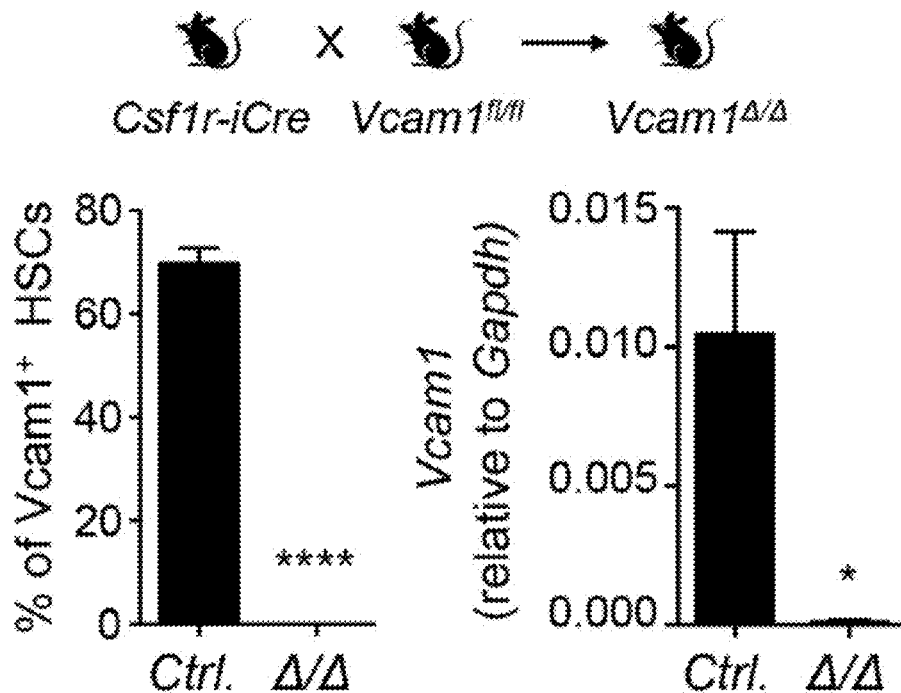 X
Csf1r-iCre Vcam1fl/fl Vcam1Δ/Δ
% of Vcam1+ HSCs
80
60
40
20
0
****
Ctrl. Δ/Δ
Vcam1
(relative to Gapdh)
0.015
0.010
0.005
0.000
*
Ctrl. Δ/Δ